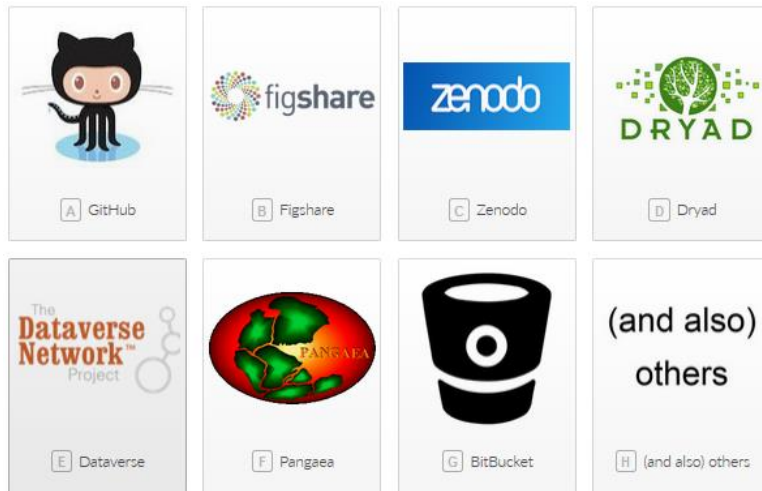 figshare
zenodo
DRYAD
A GitHub
B Figshare
C Zenodo
D Dryad
The
Dataverse
Network™
Project
PANGAEA
(and also)
others
E Dataverse
F Pangaea
G BitBucket
H (and also) others